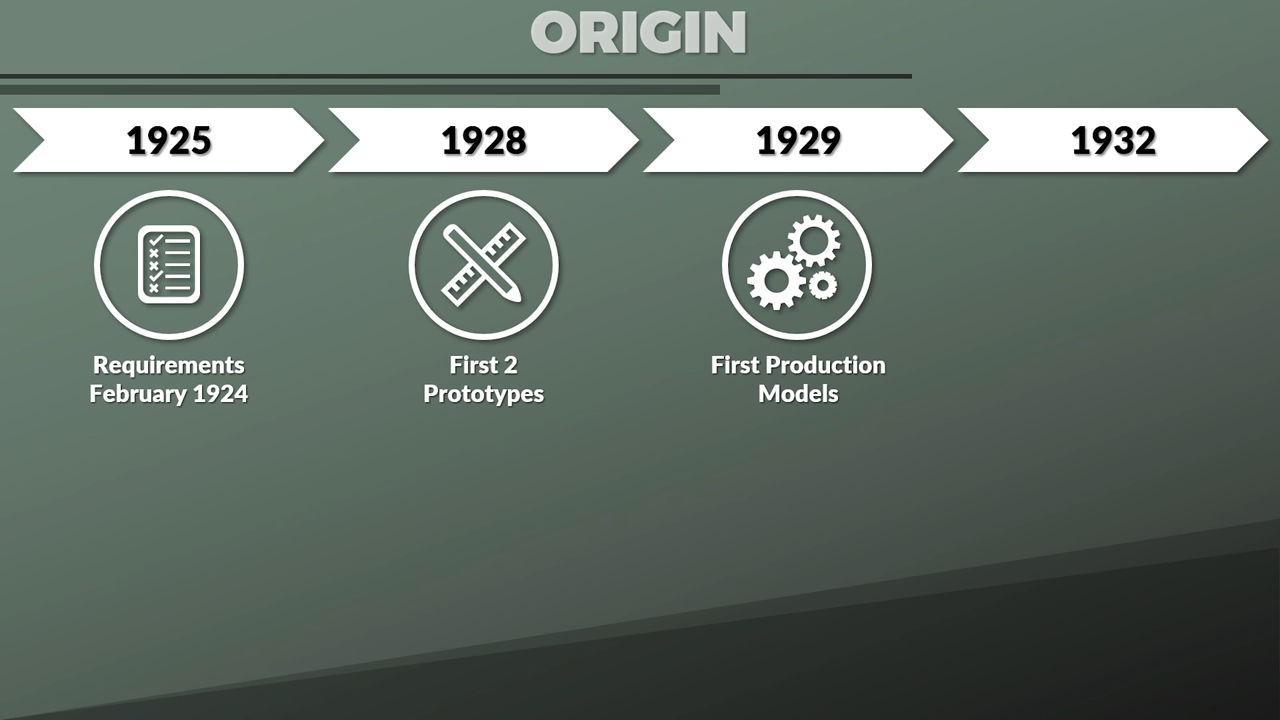 ORIGIN
1925
1928
1929
1932
Requirements
February 1924
First 2
Prototypes
First Production
Models